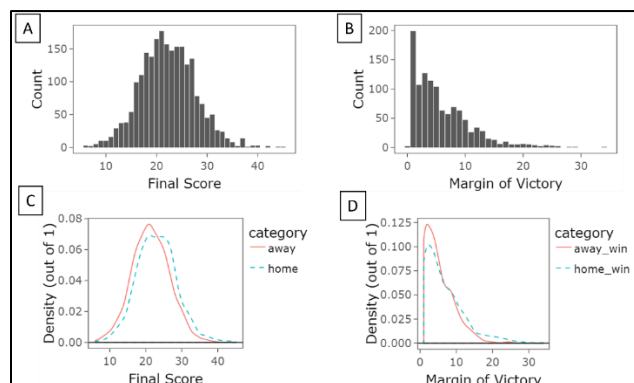 A
150
100
50
0
Count
10 20 30 40
Final Score
B
200
150
100
50
0
Count
0 10 20 30
Margin of Victory
C
0.08
0.06
0.04
0.02
0.00
Density (out of 1)
10 20 30 40
Final Score
category
away
home
D
0.125
0.100
0.075
0.050
0.025
0.000
Density (out of 1)
0 10 20 30
Margin of Victory
category
away_win
home_win